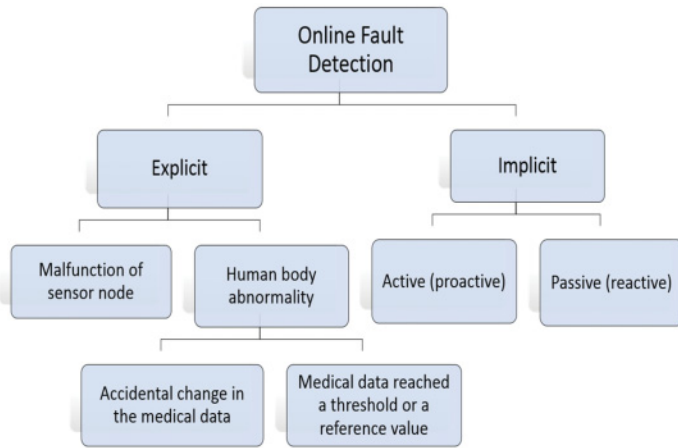 Online Fault
Detection
Explicit
Implicit
Malfunction of
sensor node
Human body
abnormality
Active (proactive)
Passive (reactive)
Accidental change in
the medical data
Medical data reached
a threshold or a
reference value